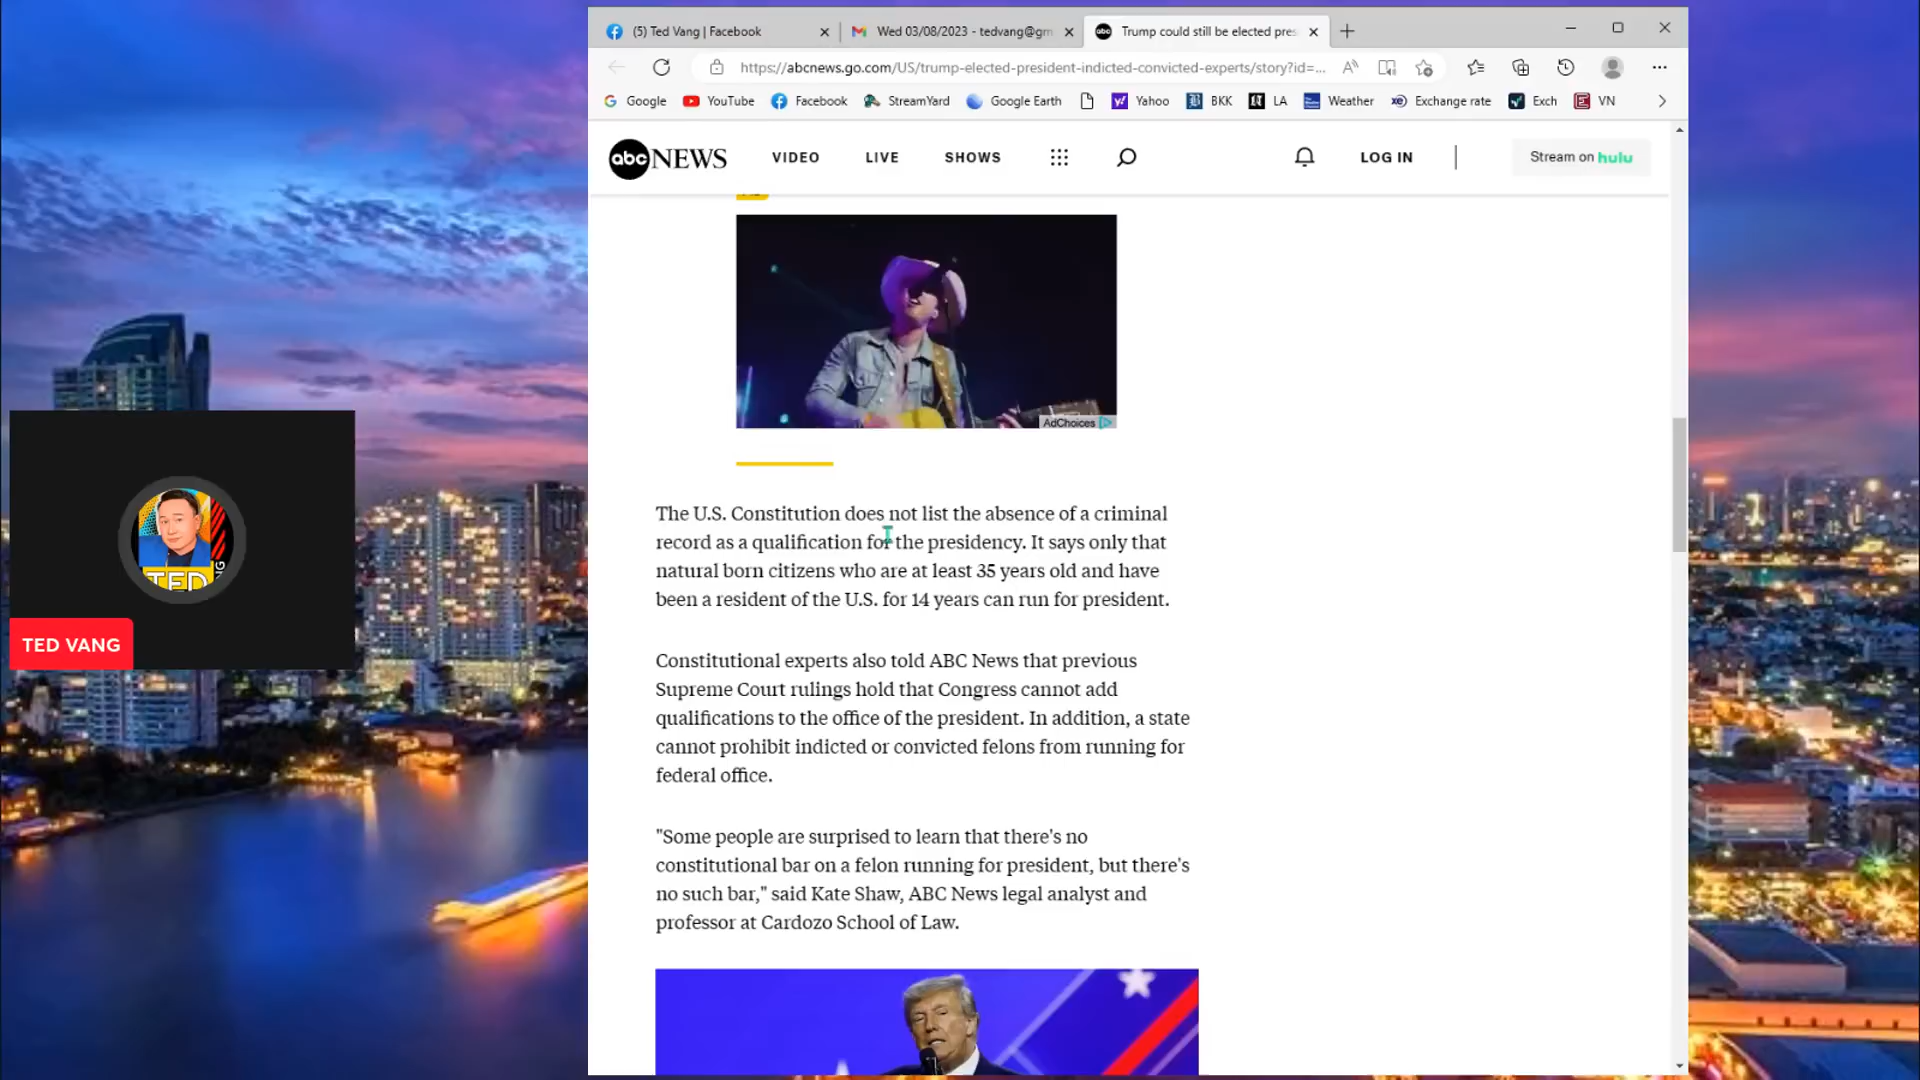 (5) Ted Vang | Facebook
Wed 03/08/2023 - tedvang@gm
Trump could still be elected pres
https://abcnews.go.com/US/trump-elected-president-indicted-convicted-experts/story?id=...
Google
YouTube
Facebook
StreamYard
Google Earth
Yahoo
BKK
LA
Weather
Exchange rate
Exch
VN
abc NEWS
VIDEO
LIVE
SHOWS
LOG IN
Stream on hulu
AdChoices
The U.S. Constitution does not list the absence of a criminal
record as a qualification for the presidency. It says only that
natural born citizens who are at least 35 years old and have
been a resident of the U.S. for 14 years can run for president.
Constitutional experts also told ABC News that previous
Supreme Court rulings hold that Congress cannot add
qualifications to the office of the president. In addition, a state
cannot prohibit indicted or convicted felons from running for
federal office.
"Some people are surprised to learn that there's no
constitutional bar on a felon running for president, but there's
no such bar," said Kate Shaw, ABC News legal analyst and
professor at Cardozo School of Law.
TED
TED VANG